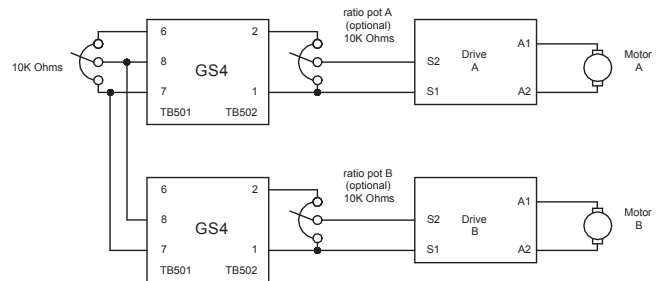 ratio pot A
(optional)
10K Ohms
6
2
8
GS4
7
1
TB501
TB502
10K Ohms
S2
S1
Drive
A
A1
A2
Motor
A
ratio pot B
(optional)
10K Ohms
6
2
8
GS4
7
1
TB501
TB502
S2
S1
Drive
B
A1
A2
Motor
B